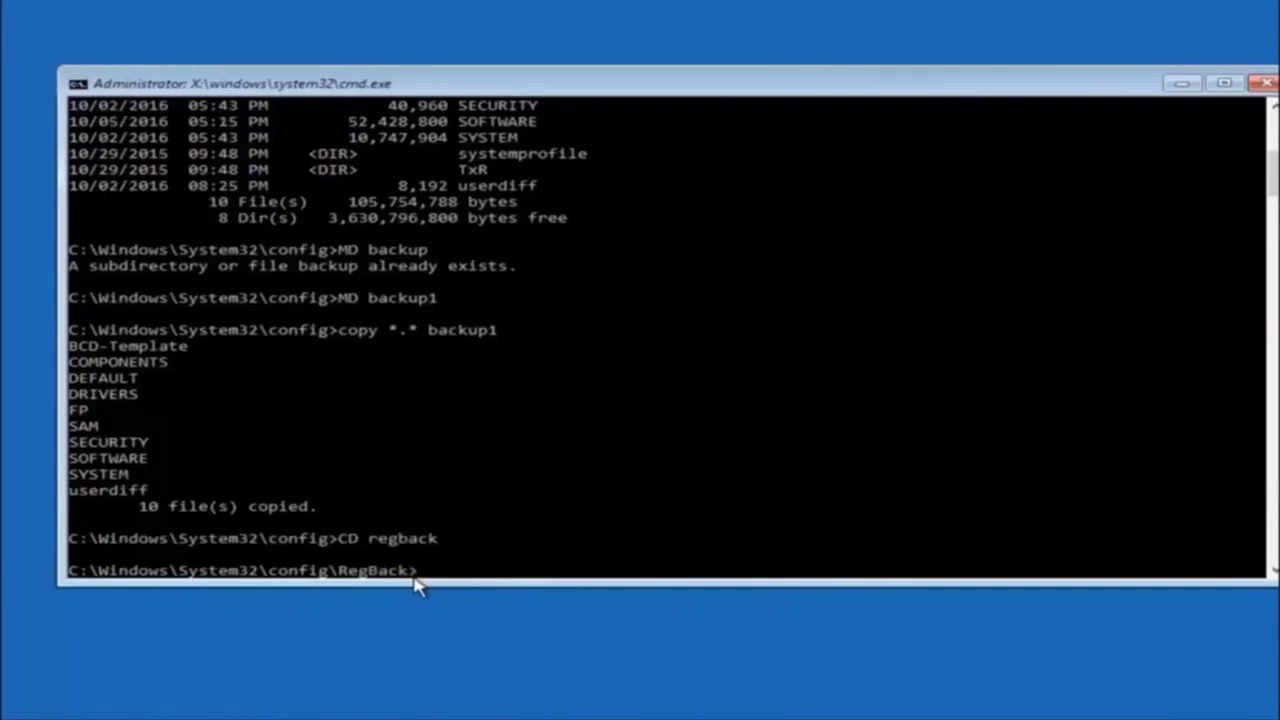 Administrator: X:\windows\system32\cmd.exe
10/02/2016  05:43 PM            40,960 SECURITY
10/05/2016  05:15 PM        52,428,800 SOFTWARE
10/02/2016  05:43 PM        10,747,904 SYSTEM
10/29/2015  09:48 PM    <DIR>          systemprofile
10/29/2015  09:48 PM    <DIR>          TxR
10/02/2016  08:25 PM             8,192 userdiff
10 File(s)    105,754,788 bytes
8 Dir(s)   3,630,796,800 bytes free
C:\Windows\System32\config>MD backup
A subdirectory or file backup already exists.
C:\Windows\System32\config>MD backup1
C:\Windows\System32\config>copy *.* backup1
BCD-Template
COMPONENTS
DEFAULT
DRIVERS
FP
SAM
SECURITY
SOFTWARE
SYSTEM
userdiff
10 file(s) copied.
C:\Windows\System32\config>CD regback
C:\Windows\System32\config\RegBack>